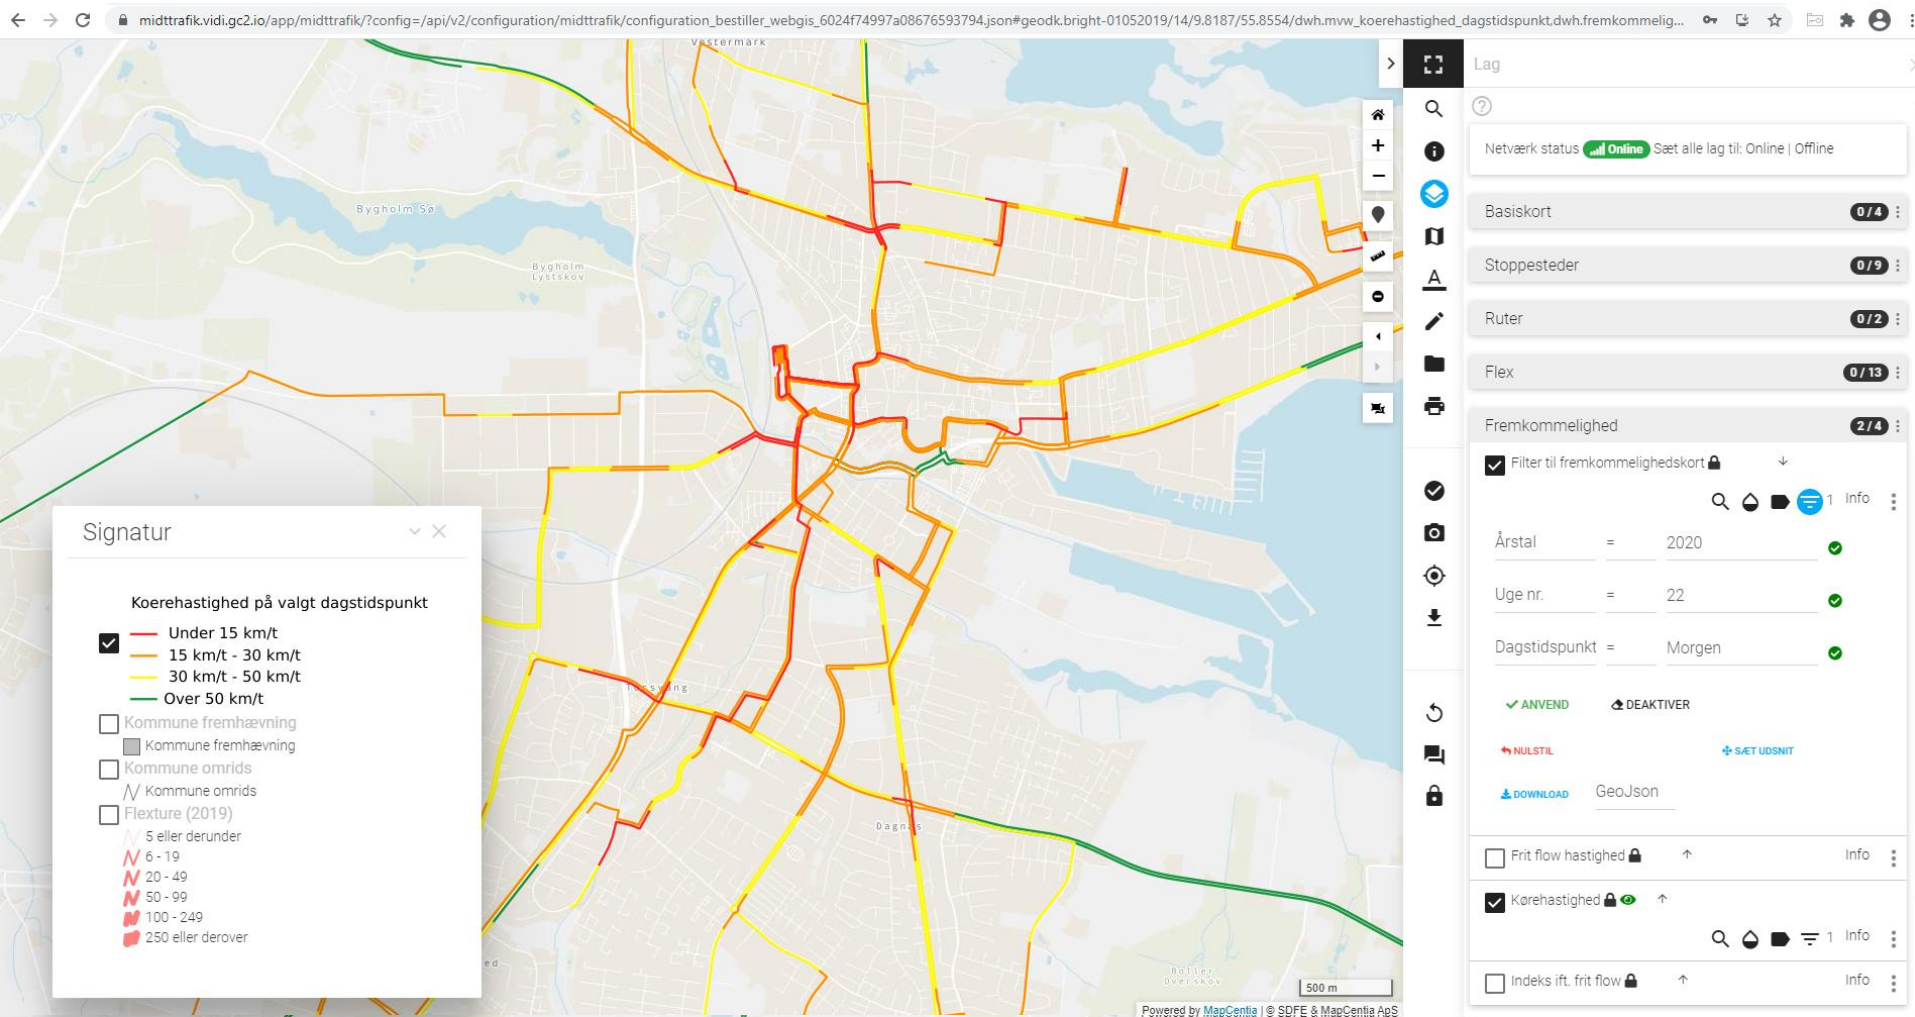 midttrafik.vidi.gc2.io/app/midttrafik/?config=/api/v2/configuration/midttrafik/configuration_bestiller_webgis_6024f74997a08676593794.json#geodk.bright-01052019/14/9.8187/55.8554/dwh.mvw_koerehastighed_dagstidspunkt,dwh.fremkommelig...
Vestermark
Bygholm Sø
Bygholm
Lystskov
Torsvang
Dagnæs
Boller
Overskov
500 m
Powered by MapCentia | © SDFE & MapCentia ApS
Signatur
Koerehastighed på valgt dagstidspunkt
Under 15 km/t
15 km/t - 30 km/t
30 km/t - 50 km/t
Over 50 km/t
Kommune fremhævning
Kommune fremhævning
Kommune omrids
Kommune omrids
Flexture (2019)
5 eller derunder
6 - 19
20 - 49
50 - 99
100 - 249
250 eller derover
Lag
Netværk status Online Sæt alle lag til: Online | Offline
Basiskort 0 / 4
Stoppesteder 0 / 9
Ruter 0 / 2
Flex 0 / 13
Fremkommelighed 2 / 4
Filter til fremkommelighedskort
1 Info
Årstal = 2020
Uge nr. = 22
Dagstidspunkt = Morgen
ANVEND DEAKTIVER
NULSTIL SÆT UDSNIT
DOWNLOAD GeoJson
Frit flow hastighed Info
Kørehastighed
1 Info
Indeks ift. frit flow Info